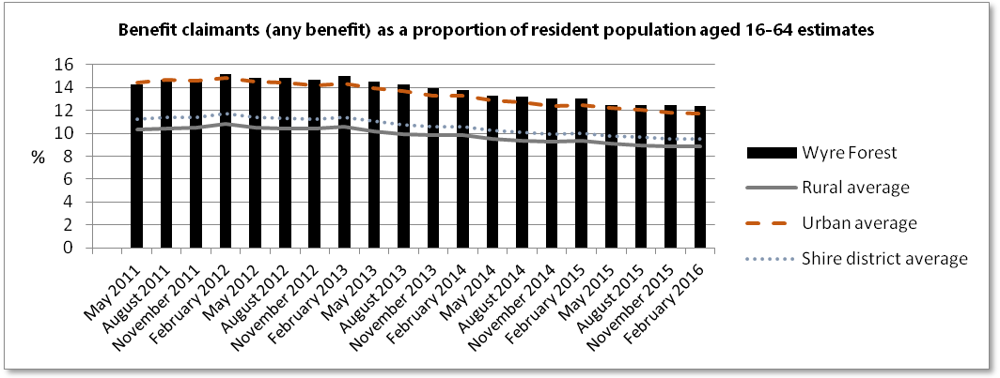 Benefit claimants (any benefit) as a proportion of resident population aged 16-64 estimates
16
14
12
10
8
6
4
2
0
%
May 2011
August 2011
November 2011
February 2012
May 2012
August 2012
November 2012
February 2013
May 2013
August 2013
November 2013
February 2014
May 2014
August 2014
November 2014
February 2015
May 2015
August 2015
November 2015
February 2016
Wyre Forest
Rural average
Urban average
Shire district average